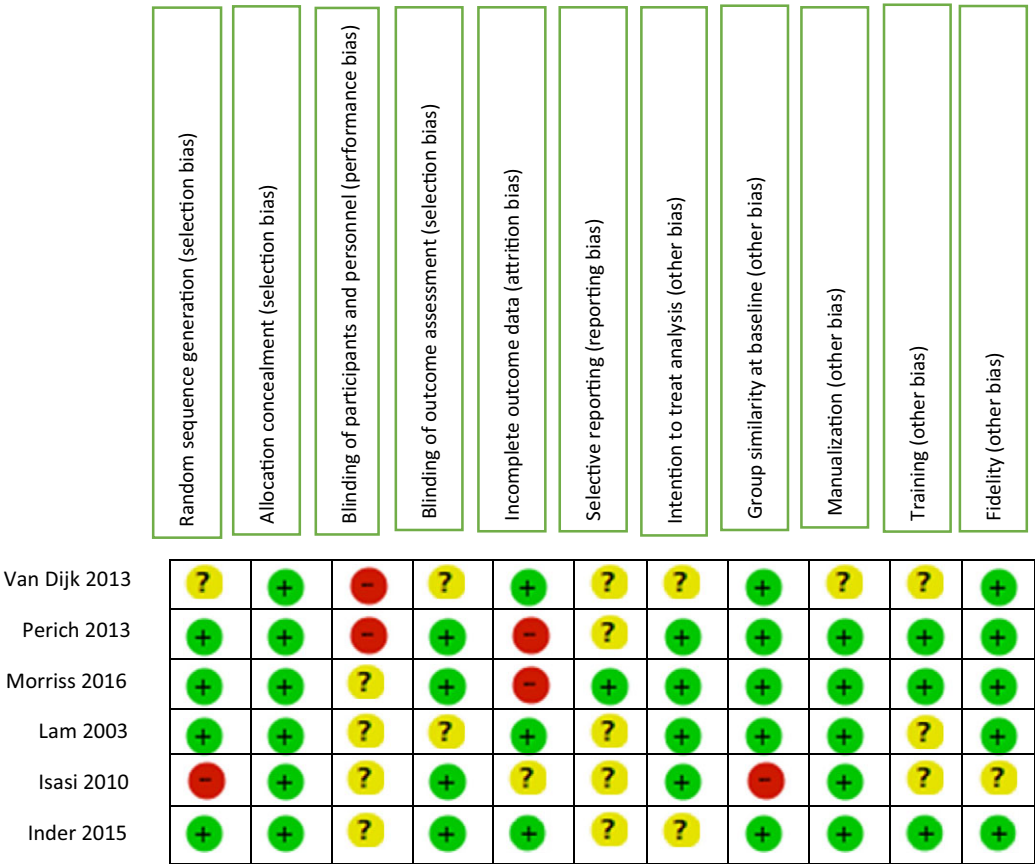 Random sequence generation (selection bias)
Allocation concealment (selection bias)
Blinding of participants and personnel (performance bias)
Blinding of outcome assessment (selection bias)
Incomplete outcome data (attrition bias)
Selective reporting (reporting bias)
Intention to treat analysis (other bias)
Group similarity at baseline (other bias)
Manualization (other bias)
Training (other bias)
Fidelity (other bias)
Van Dijk 2013 ? + - ? + ? ? + ? ? +
Perich 2013 + + - + - ? + + + + +
Morriss 2016 + + ? + - + + + + + +
Lam 2003 + + ? ? + ? + + + ? +
Isasi 2010 - + ? + ? ? + - + ? ?
Inder 2015 + + ? + + ? ? + + + +